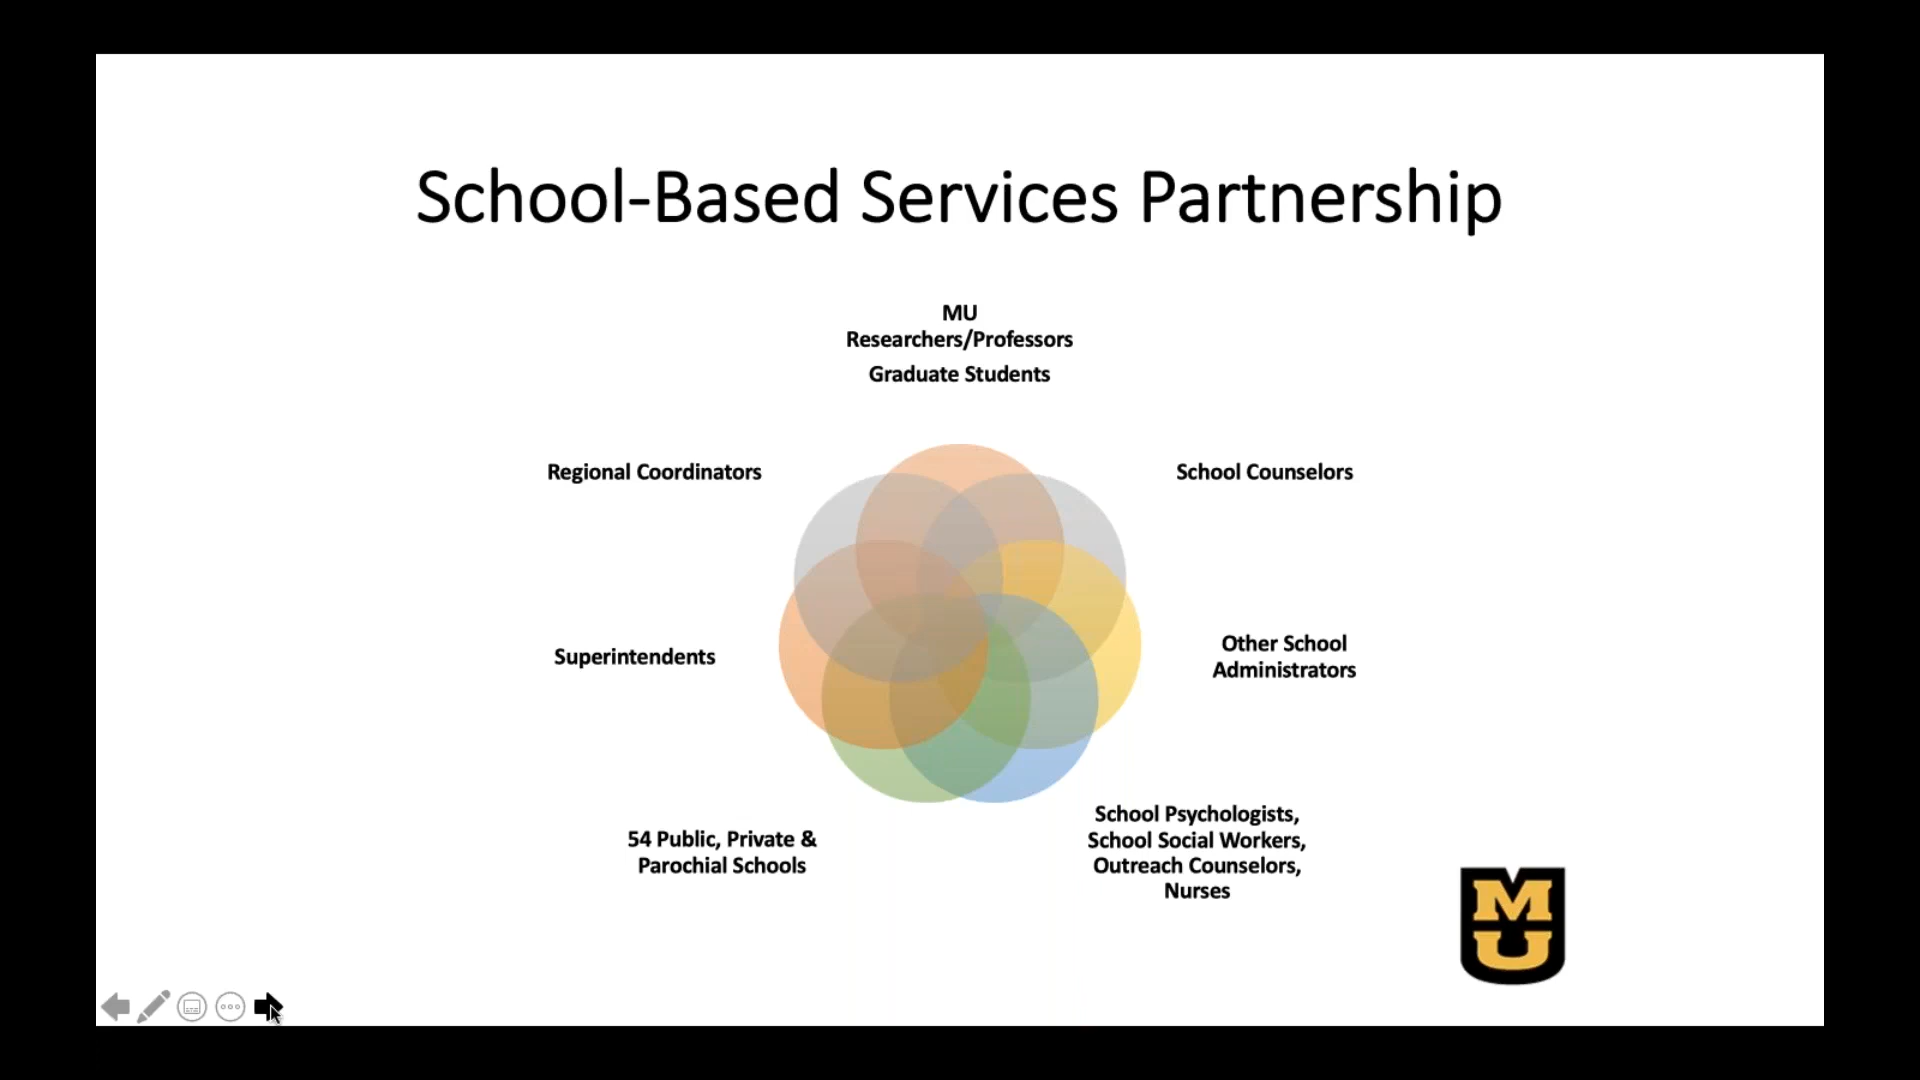 School-Based Services Partnership
MU
Researchers/Professors
Graduate Students
Regional Coordinators
School Counselors
Superintendents
Other School
Administrators
54 Public, Private &
Parochial Schools
School Psychologists,
School Social Workers,
Outreach Counselors,
Nurses
M
U